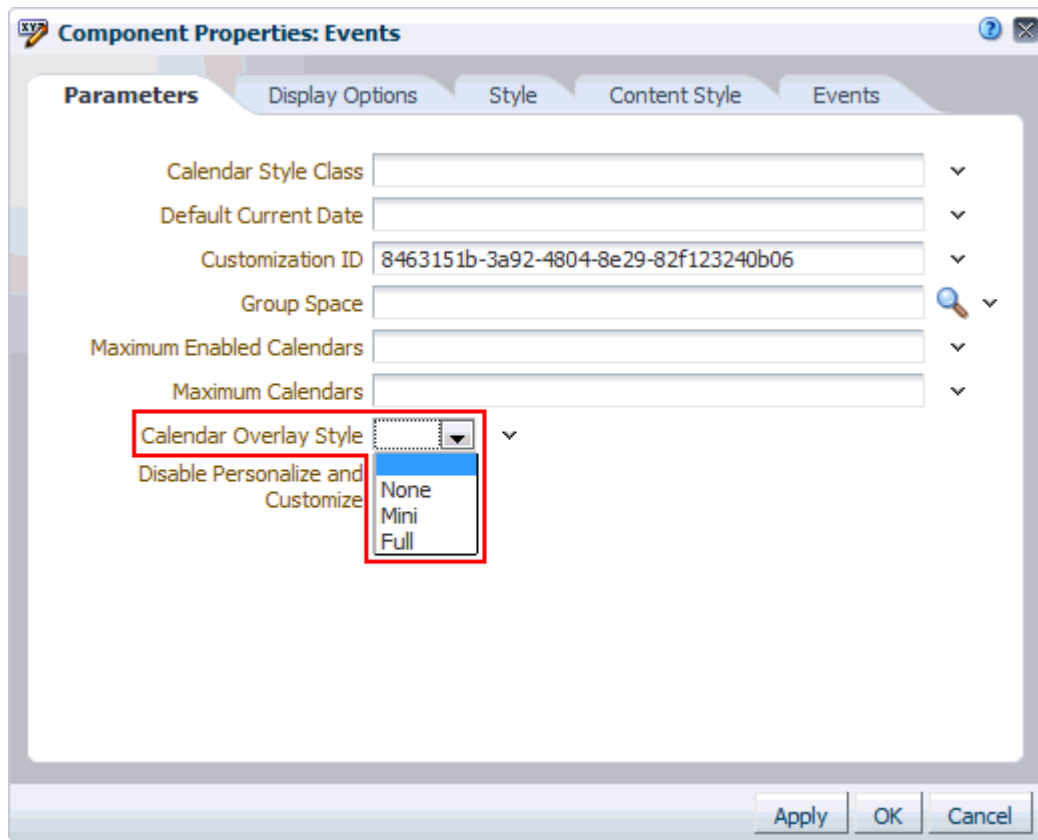 Component Properties: Events
Parameters Display Options Style Content Style Events
Calendar Style Class
Default Current Date
Customization ID 8463151b-3a92-4804-8e29-82f123240b06
Group Space
Maximum Enabled Calendars
Maximum Calendars
Calendar Overlay Style
Disable Personalize and
Customize
None
Mini
Full
Apply OK Cancel